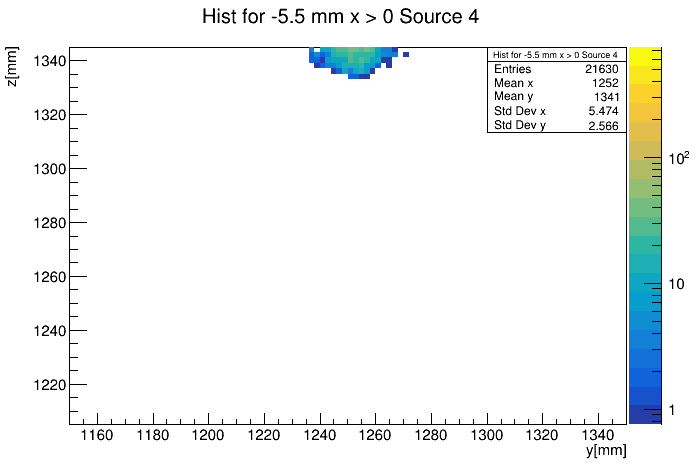 Hist for -5.5 mm x > 0 Source 4
z[mm]
Hist for -5.5 mm x > 0 Source 4
Entries 21630
Mean x 1252
Mean y 1341
Std Dev x 5.474
Std Dev y 2.566
1340
1320
1300
1280
1260
1240
1220
10²
10
1
1160 1180 1200 1220 1240 1260 1280 1300 1320 1340
y[mm]